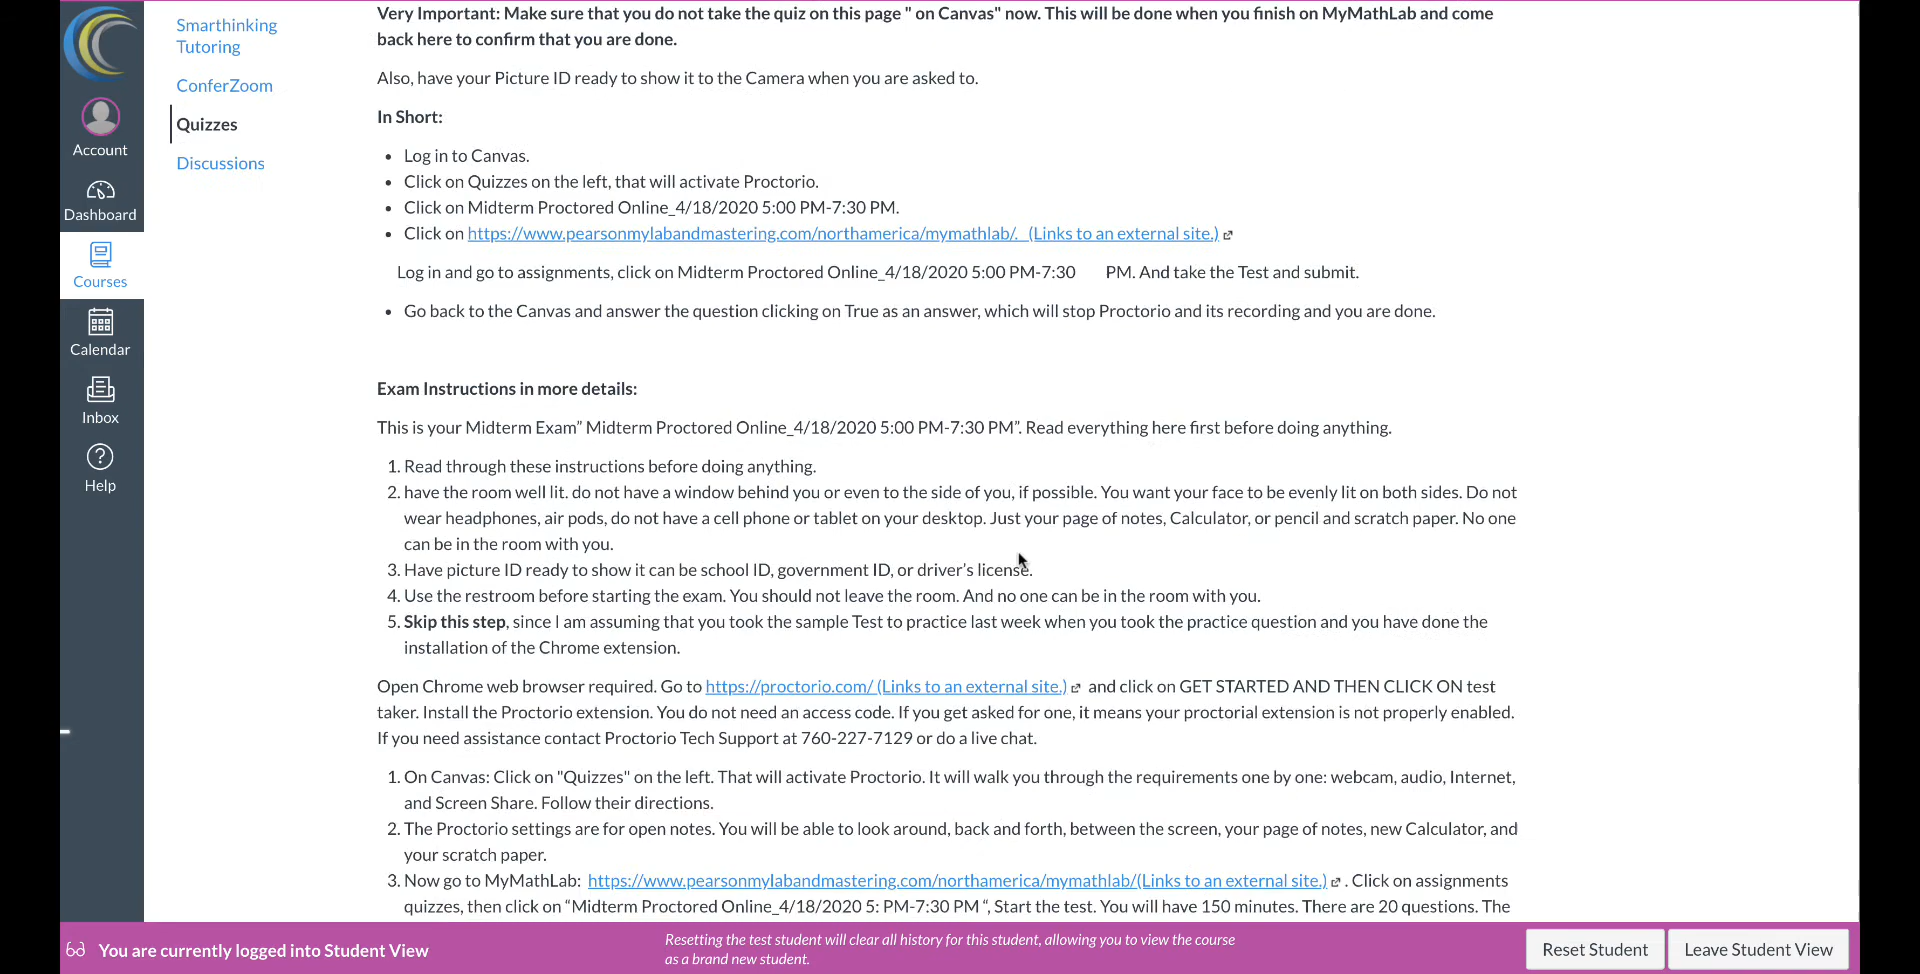 Account
Dashboard
Courses
Calendar
Inbox
Help
Smarthinking
Tutoring
ConferZoom
Quizzes
Discussions
Very Important: Make sure that you do not take the quiz on this page " on Canvas" now. This will be done when you finish on MyMathLab and come
back here to confirm that you are done.
Also, have your Picture ID ready to show it to the Camera when you are asked to.
In Short:
• Log in to Canvas.
• Click on Quizzes on the left, that will activate Proctorio.
• Click on Midterm Proctored Online_4/18/2020 5:00 PM-7:30 PM.
• Click on https://www.pearsonmylabandmastering.com/northamerica/mymathlab/. (Links to an external site.)
Log in and go to assignments, click on Midterm Proctored Online_4/18/2020 5:00 PM-7:30 PM. And take the Test and submit.
• Go back to the Canvas and answer the question clicking on True as an answer, which will stop Proctorio and its recording and you are done.
Exam Instructions in more details:
This is your Midterm Exam” Midterm Proctored Online_4/18/2020 5:00 PM-7:30 PM”. Read everything here first before doing anything.
1. Read through these instructions before doing anything.
2. have the room well lit. do not have a window behind you or even to the side of you, if possible. You want your face to be evenly lit on both sides. Do not
wear headphones, air pods, do not have a cell phone or tablet on your desktop. Just your page of notes, Calculator, or pencil and scratch paper. No one
can be in the room with you.
3. Have picture ID ready to show it can be school ID, government ID, or driver’s license.
4. Use the restroom before starting the exam. You should not leave the room. And no one can be in the room with you.
5. Skip this step, since I am assuming that you took the sample Test to practice last week when you took the practice question and you have done the
installation of the Chrome extension.
Open Chrome web browser required. Go to https://proctorio.com/ (Links to an external site.) and click on GET STARTED AND THEN CLICK ON test
taker. Install the Proctorio extension. You do not need an access code. If you get asked for one, it means your proctorial extension is not properly enabled.
If you need assistance contact Proctorio Tech Support at 760-227-7129 or do a live chat.
1. On Canvas: Click on "Quizzes" on the left. That will activate Proctorio. It will walk you through the requirements one by one: webcam, audio, Internet,
and Screen Share. Follow their directions.
2. The Proctorio settings are for open notes. You will be able to look around, back and forth, between the screen, your page of notes, new Calculator, and
your scratch paper.
3. Now go to MyMathLab: https://www.pearsonmylabandmastering.com/northamerica/mymathlab/(Links to an external site.) . Click on assignments
quizzes, then click on “Midterm Proctored Online_4/18/2020 5: PM-7:30 PM “, Start the test. You will have 150 minutes. There are 20 questions. The
You are currently logged into Student View
Resetting the test student will clear all history for this student, allowing you to view the course
as a brand new student.
Reset Student
Leave Student View